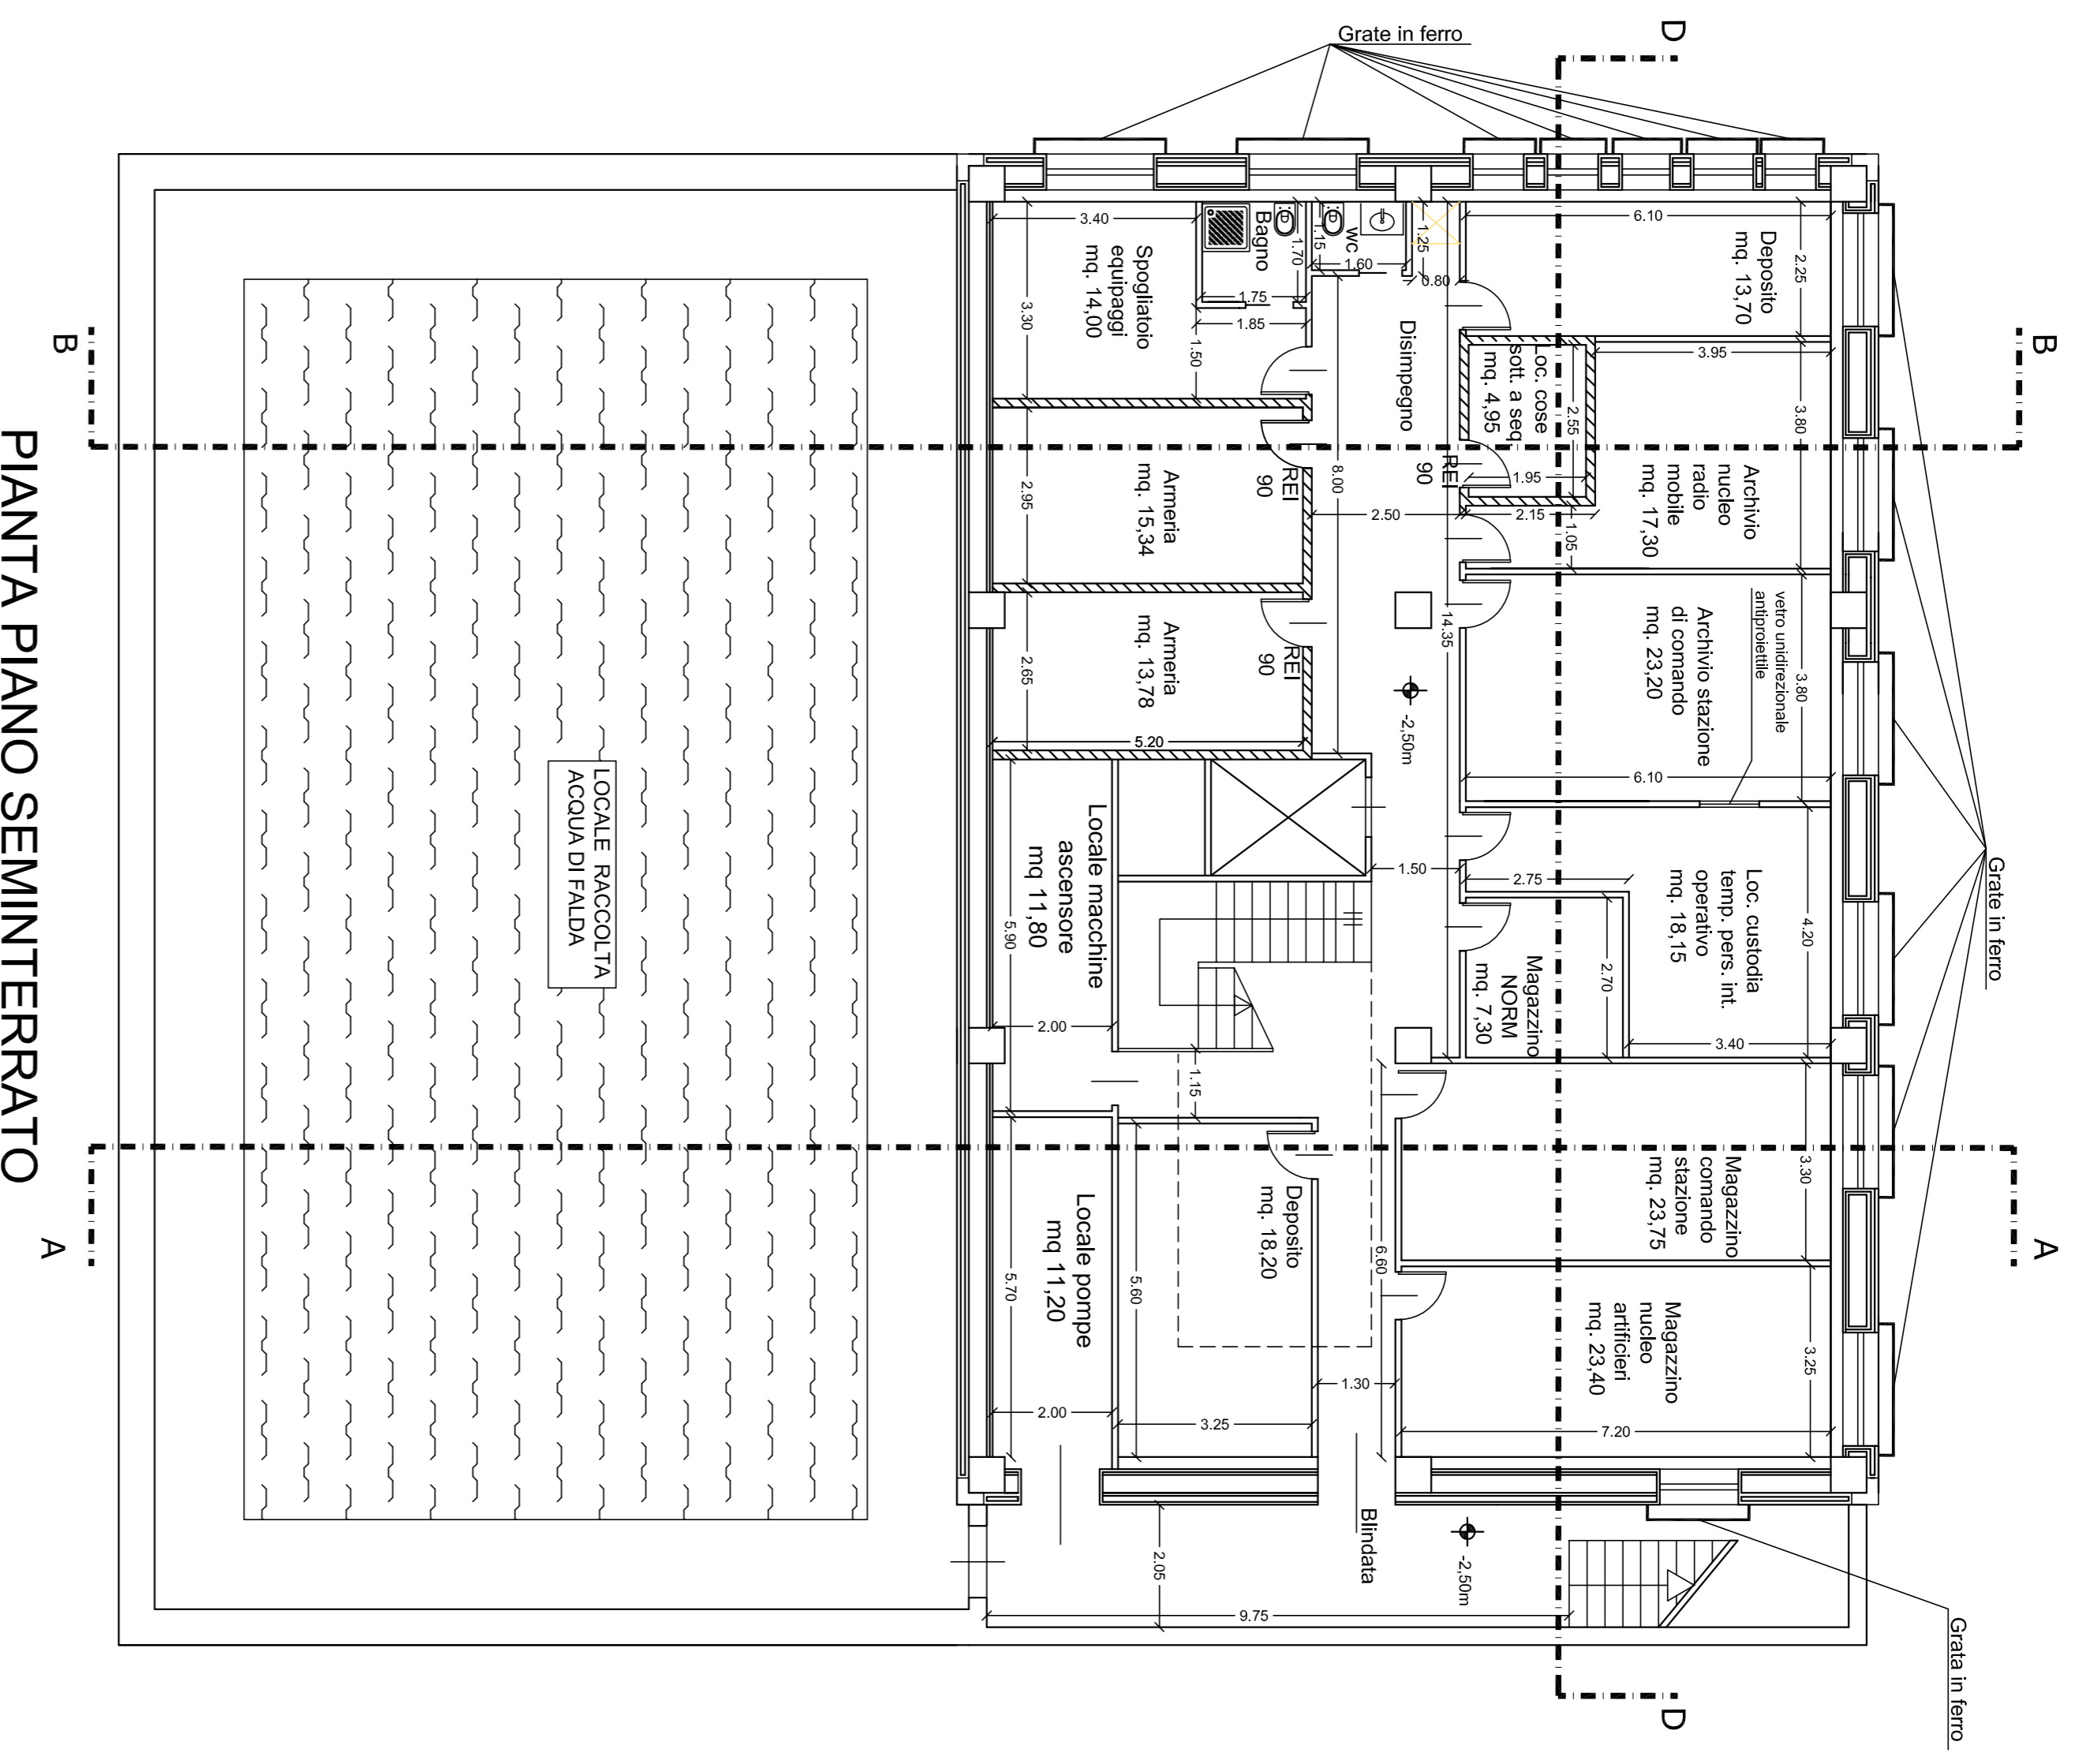 PIANTA PIANO SEMINTERRATO
Grate in ferro
D
B
B
A
A
D
Grate in ferro
Grata in ferro
Deposito
mq. 13,70
6.10
2.25
3.95
3.80
Archivio
nucleo
radio
mobile
mq. 17,30
Loc. cose
sott. a seq.
mq. 4,95
2.55
1.95
2.15
1.05
Archivio stazione
di comando
mq. 23,20
3.80
6.10
vetro unidirezionale
antiproiettile
Loc. custodia
temp. pers. int.
operativo
mq. 18,15
4.20
2.75
3.40
2.70
Magazzino
NORM
mq. 7,30
Magazzino
comando
stazione
mq. 23,75
3.30
Magazzino
nucleo
artificieri
mq. 23,40
3.25
7.20
Disimpegno
1.25
0.80
14.35
8.00
2.50
REI
90
-2,50m
1.50
6.60
1.30
wc
1.15
1.60
Bagno
1.70
1.75
1.85
1.50
Spogliatoio
equipaggi
mq. 14,00
3.40
3.30
Armeria
mq. 15,34
2.95
REI
90
Armeria
mq. 13,78
2.65
5.20
REI
90
Locale macchine
ascensore
mq 11,80
5.90
2.00
1.15
Deposito
mq. 18,20
5.60
3.25
Locale pompe
mq 11,20
5.70
2.00
Blindata
-2,50m
2.05
9.75
LOCALE RACCOLTA
ACQUA DI FALDA